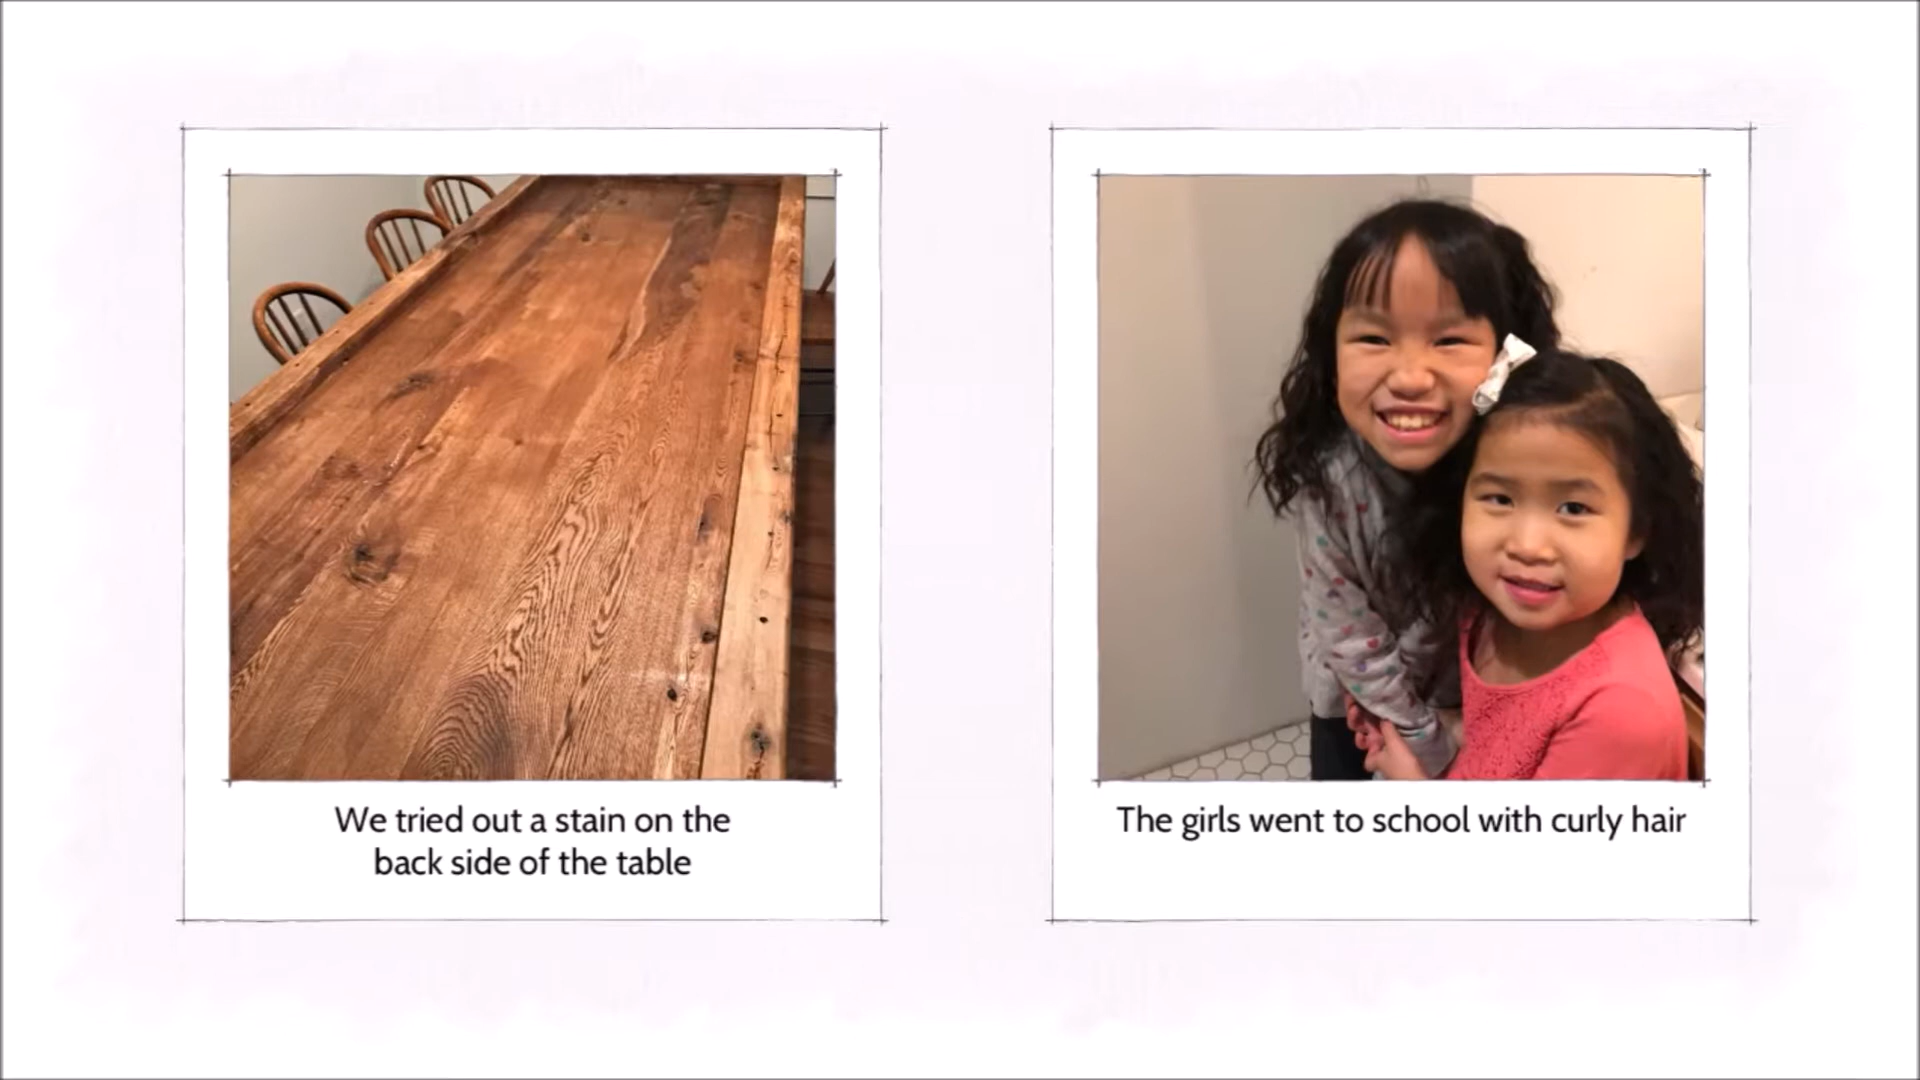 We tried out a stain on the
back side of the table
The girls went to school with curly hair